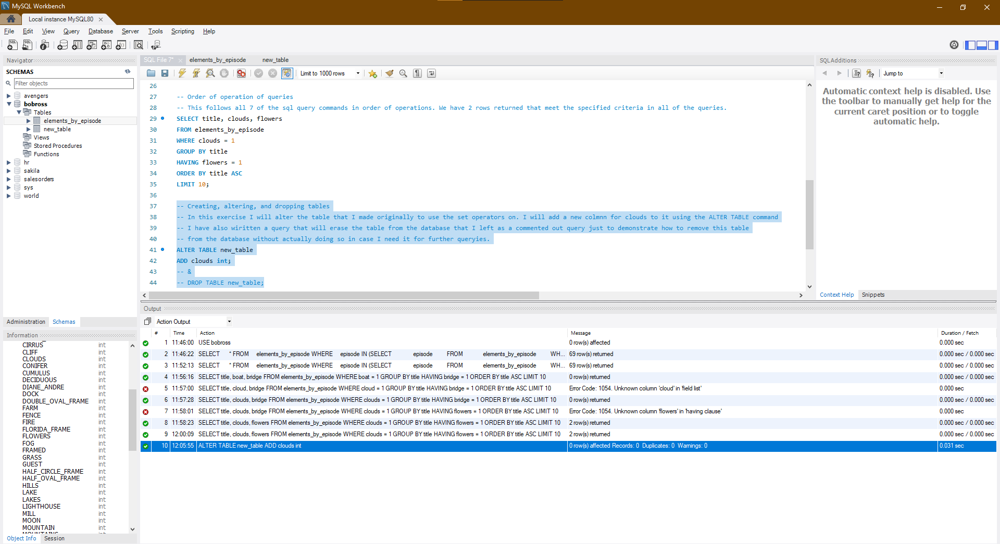 MySQL Workbench
Local instance MySQL80
File Edit View Query Database Server Tools Scripting Help
Navigator
SCHEMAS
Filter objects
avengers
bobross
Tables
elements_by_episode
new_table
Views
Stored Procedures
Functions
hr
sakila
salesorders
sys
world
Administration Schemas
Information
CIRRUS int
CLIFF int
CLOUDS int
CONIFER int
CUMULUS int
DECIDUOUS int
DIANE_ANDRE int
DOCK int
DOUBLE_OVAL_FRAME int
FARM int
FENCE int
FIRE int
FLORIDA_FRAME int
FLOWERS int
FOG int
FRAMED int
GRASS int
GUEST int
HALF_CIRCLE_FRAME int
HALF_OVAL_FRAME int
HILLS int
LAKE int
LAKES int
LIGHTHOUSE int
MILL int
MOON int
MOUNTAIN int
Object Info Session
SQL File 7* elements_by_episode new_table
Limit to 1000 rows
26
27 -- Order of operation of queries
28 -- This follows all 7 of the sql query commands in order of operations. We have 2 rows returned that meet the specified criteria in all of the queries.
29 SELECT title, clouds, flowers
30 FROM elements_by_episode
31 WHERE clouds = 1
32 GROUP BY title
33 HAVING flowers = 1
34 ORDER BY title ASC
35 LIMIT 10;
36
37 -- Creating, altering, and dropping tables
38 -- In this exercise I will alter the table that I made originally to use the set operators on. I will add a new colmnn for clouds to it using the ALTER TABLE command
39 -- I have also wiritten a query that will erase the table from the database that I left as a commented out query just to demonstrate how to remove this table
40 -- from the database without actually doing so in case I need it for further queryies.
41 ALTER TABLE new_table
42 ADD clouds int;
43 -- &
44 -- DROP TABLE new_table;
SQLAdditions
Jump to
Automatic context help is disabled. Use
the toolbar to manually get help for the
current caret position or to toggle
automatic help.
Context Help Snippets
Output
Action Output
# Time Action Message Duration / Fetch
1 11:46:00 USE bobross 0 row(s) affected 0.000 sec
2 11:46:22 SELECT * FROM elements_by_episode WHERE episode IN (SELECT episode FROM elements_by_episode WH... 69 row(s) returned 0.000 sec / 0.000 sec
3 11:52:13 SELECT * FROM elements_by_episode WHERE episode IN (SELECT episode FROM elements_by_episode WH... 69 row(s) returned 0.000 sec / 0.000 sec
4 11:56:16 SELECT title, boat, bridge FROM elements_by_episode WHERE boat = 1 GROUP BY title HAVING bridge = 1 ORDER BY title ASC LIMIT 10 0 row(s) returned 0.000 sec / 0.000 sec
5 11:57:00 SELECT title, cloud, bridge FROM elements_by_episode WHERE cloud = 1 GROUP BY title HAVING bridge = 1 ORDER BY title ASC LIMIT 10 Error Code: 1054. Unknown column 'cloud' in 'field list' 0.000 sec
6 11:57:28 SELECT title, clouds, bridge FROM elements_by_episode WHERE clouds = 1 GROUP BY title HAVING bridge = 1 ORDER BY title ASC LIMIT 10 0 row(s) returned 0.000 sec / 0.000 sec
7 11:58:01 SELECT title, clouds, bridge FROM elements_by_episode WHERE clouds = 1 GROUP BY title HAVING flowers = 1 ORDER BY title ASC LIMIT 10 Error Code: 1054. Unknown column 'flowers' in 'having clause' 0.000 sec
8 11:58:23 SELECT title, clouds, flowers FROM elements_by_episode WHERE clouds = 1 GROUP BY title HAVING flowers = 1 ORDER BY title ASC LIMIT 10 2 row(s) returned 0.000 sec / 0.000 sec
9 12:00:09 SELECT title, clouds, flowers FROM elements_by_episode WHERE clouds = 1 GROUP BY title HAVING flowers = 1 ORDER BY title ASC LIMIT 10 2 row(s) returned 0.000 sec / 0.000 sec
10 12:05:55 ALTER TABLE new_table ADD clouds int 0 row(s) affected Records: 0 Duplicates: 0 Warnings: 0 0.031 sec